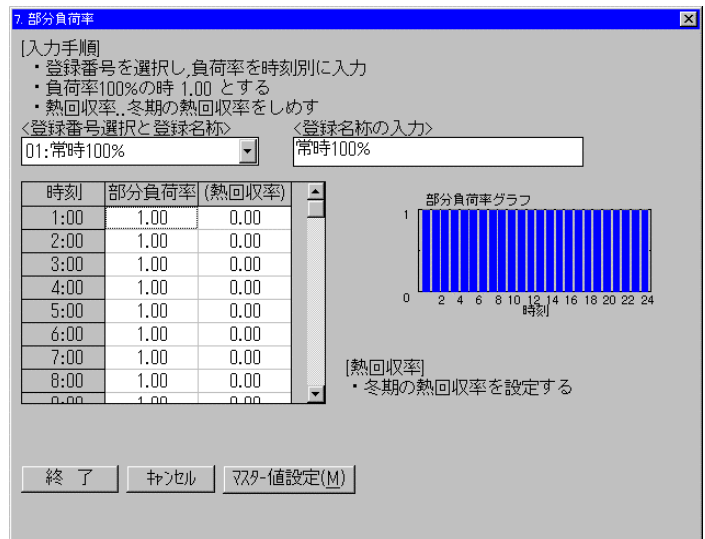 7. 部分負荷率
[入力手順]
・登録番号を選択し,負荷率を時刻別に入力
・負荷率100%の時 1.00 とする
・熱回収率..冬期の熱回収率をしめす
<登録番号選択と登録名称> <登録名称の入力>
01:常時100% 常時100%
時刻 部分負荷率 (熱回収率)
1:00 1.00 0.00
2:00 1.00 0.00
3:00 1.00 0.00
4:00 1.00 0.00
5:00 1.00 0.00
6:00 1.00 0.00
7:00 1.00 0.00
8:00 1.00 0.00
部分負荷率グラフ
1
0 2 4 6 8 10 12 14 16 18 20 22 24
時刻
[熱回収率]
・冬期の熱回収率を設定する
終 了 ｷｬﾝｾﾙ ﾏｽﾀｰ値設定(M)